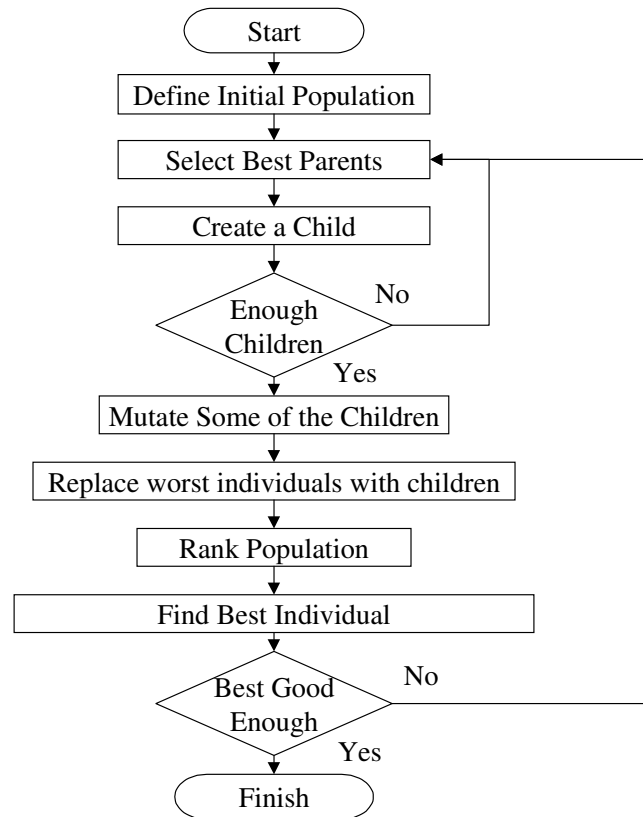 Start
Define Initial Population
Select Best Parents
Create a Child
No
Enough
Children
Yes
Mutate Some of the Children
Replace worst individuals with children
Rank Population
Find Best Individual
No
Best Good
Enough
Yes
Finish